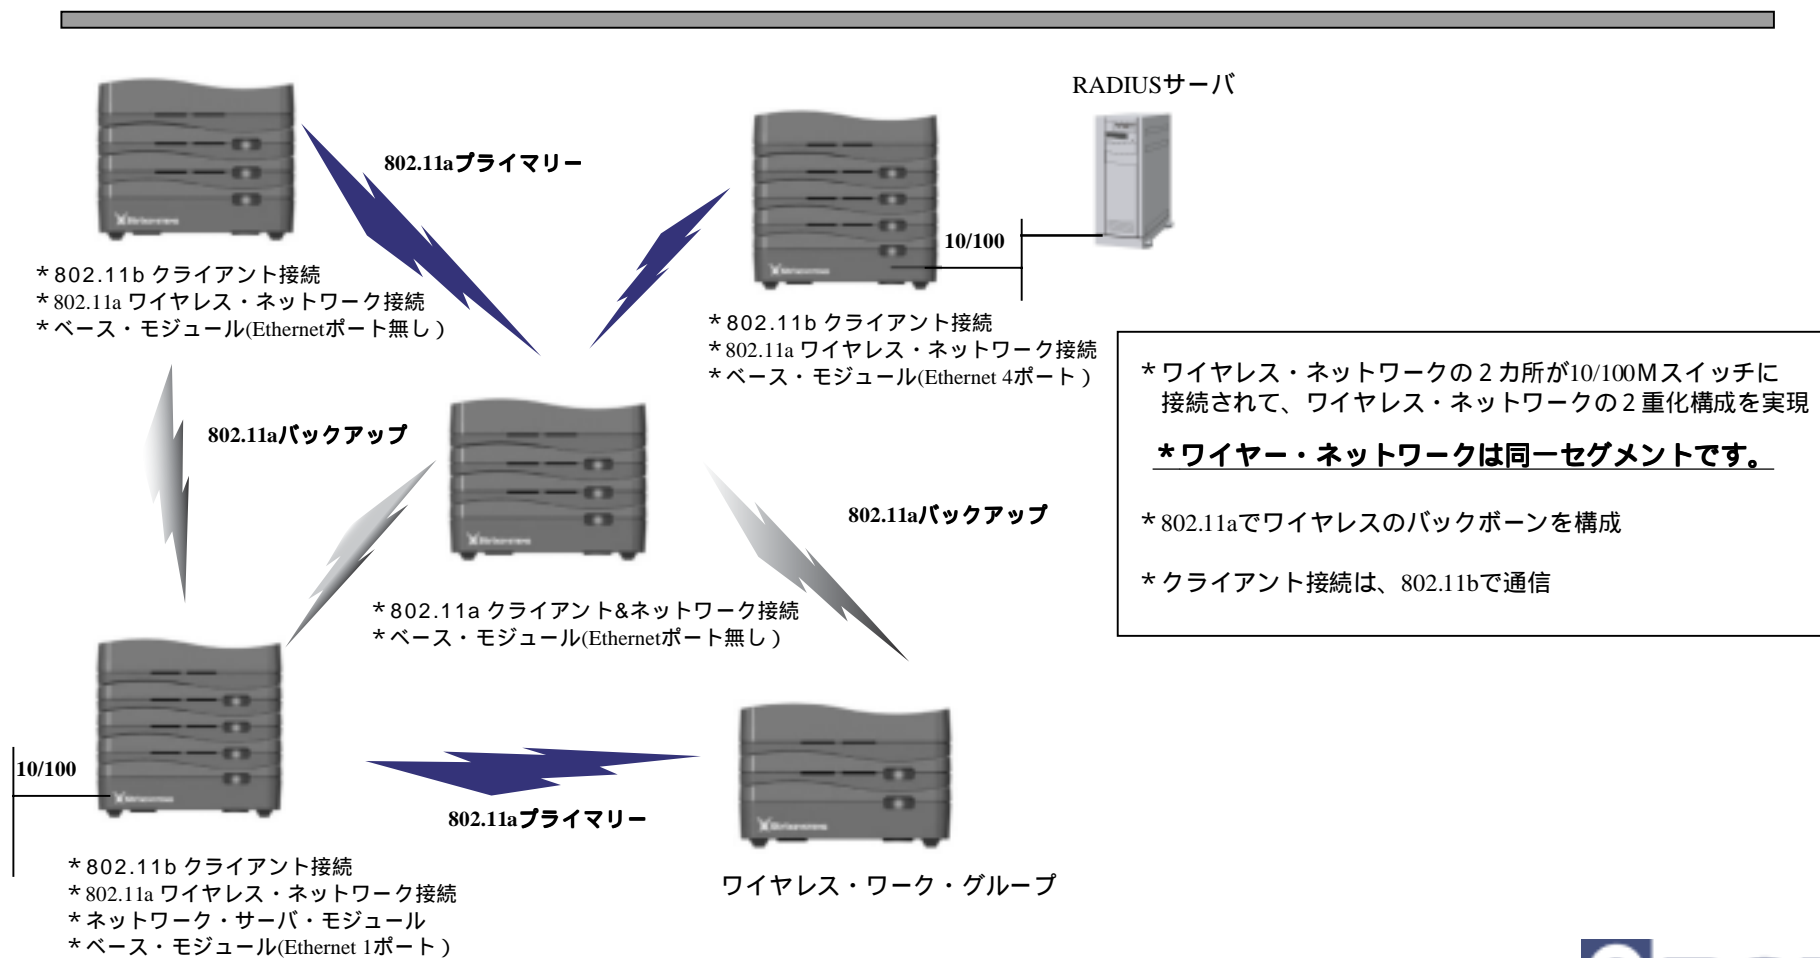 RADIUSサーバ
802.11aプライマリー
10/100
*802.11b クライアント接続
*802.11a ワイヤレス・ネットワーク接続
*ベース・モジュール(Ethernetポート無し)
*802.11b クライアント接続
*802.11a ワイヤレス・ネットワーク接続
*ベース・モジュール(Ethernet 4ポート)
*ワイヤレス・ネットワークの2カ所が10/100Mスイッチに
接続されて、ワイヤレス・ネットワークの2重化構成を実現
*ワイヤー・ネットワークは同一セグメントです。
*802.11aでワイヤレスのバックボーンを構成
*クライアント接続は、802.11bで通信
802.11aバックアップ
802.11aバックアップ
*802.11a クライアント&ネットワーク接続
*ベース・モジュール(Ethernetポート無し)
10/100
802.11aプライマリー
*802.11b クライアント接続
*802.11a ワイヤレス・ネットワーク接続
*ネットワーク・サーバ・モジュール
*ベース・モジュール(Ethernet 1ポート)
ワイヤレス・ワーク・グループ